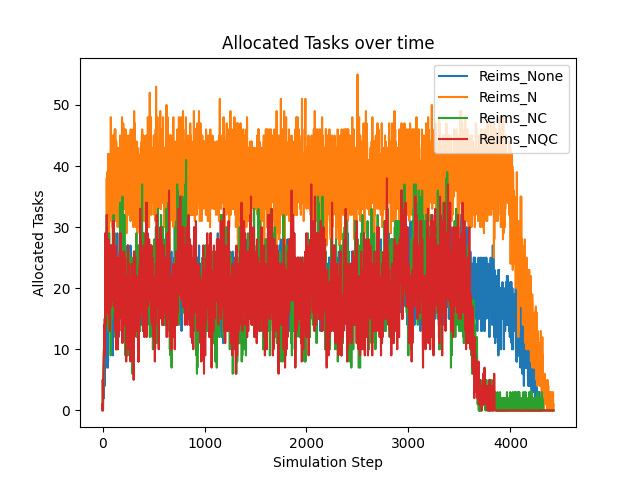 Allocated Tasks over time
Reims_None
Reims_N
Reims_NC
Reims_NQC
Allocated Tasks
50
40
30
20
10
0
0 1000 2000 3000 4000
Simulation Step